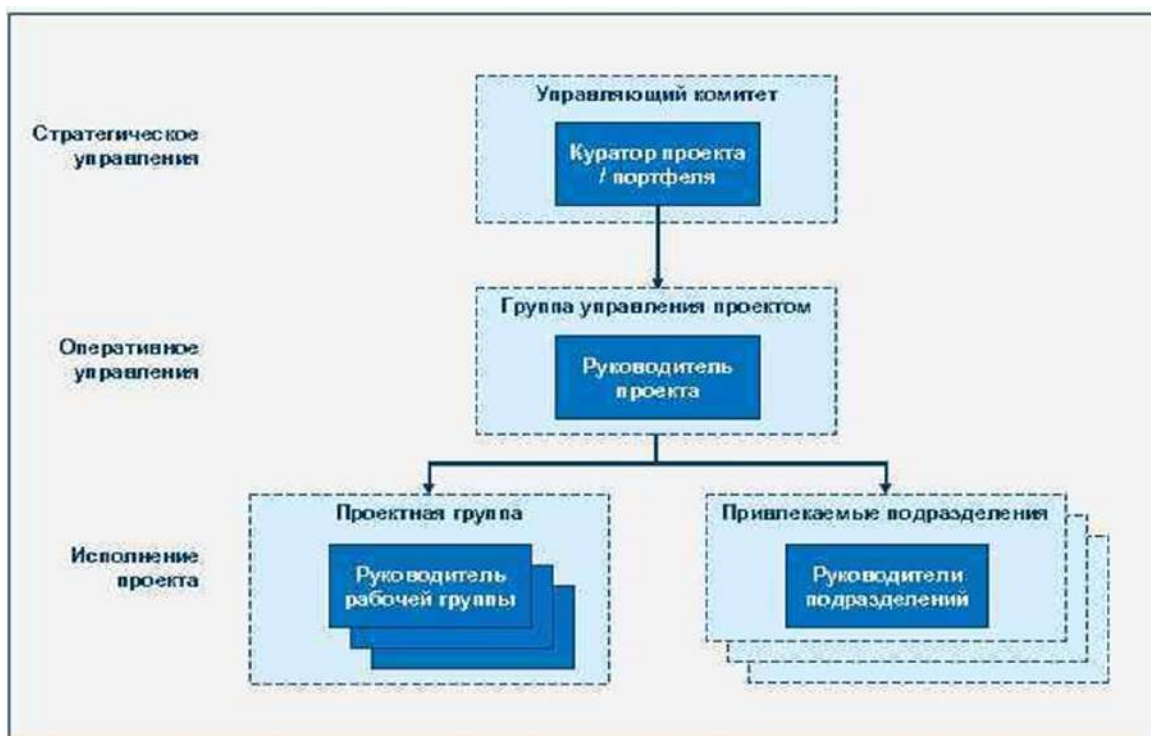 Управляющий комитет
Стратегическое
управления
Куратор проекта
/ портфеля
Группа управления проектом
Оперативное
управления
Руководитель
проекта
Проектная группа
Привлекаемые подразделения
Исполнение
проекта
Руководитель
рабочей группы
Руководители
подразделений